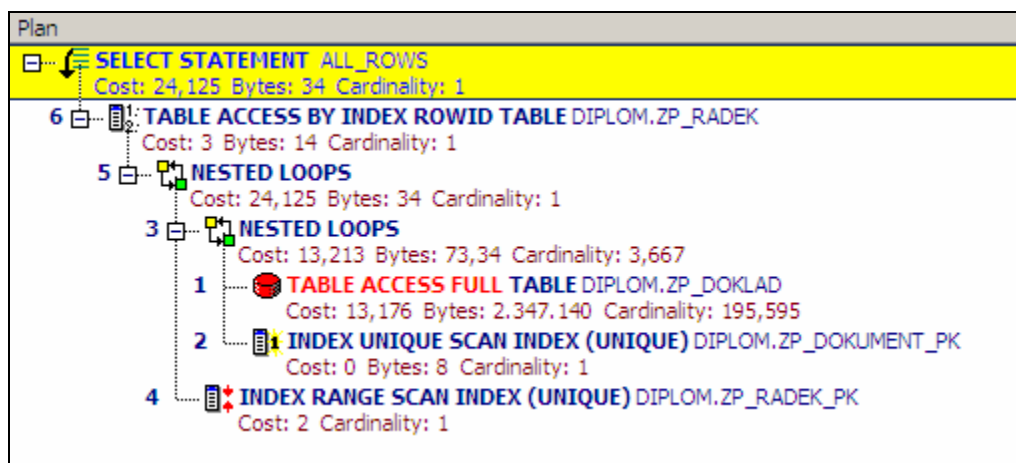 Plan
SELECT STATEMENT ALL_ROWS
Cost: 24,125 Bytes: 34 Cardinality: 1
6 TABLE ACCESS BY INDEX ROWID TABLE DIPLOM.ZP_RADEK
Cost: 3 Bytes: 14 Cardinality: 1
5 NESTED LOOPS
Cost: 24,125 Bytes: 34 Cardinality: 1
3 NESTED LOOPS
Cost: 13,213 Bytes: 73,34 Cardinality: 3,667
1 TABLE ACCESS FULL TABLE DIPLOM.ZP_DOKLAD
Cost: 13,176 Bytes: 2.347.140 Cardinality: 195,595
2 INDEX UNIQUE SCAN INDEX (UNIQUE) DIPLOM.ZP_DOKUMENT_PK
Cost: 0 Bytes: 8 Cardinality: 1
4 INDEX RANGE SCAN INDEX (UNIQUE) DIPLOM.ZP_RADEK_PK
Cost: 2 Cardinality: 1